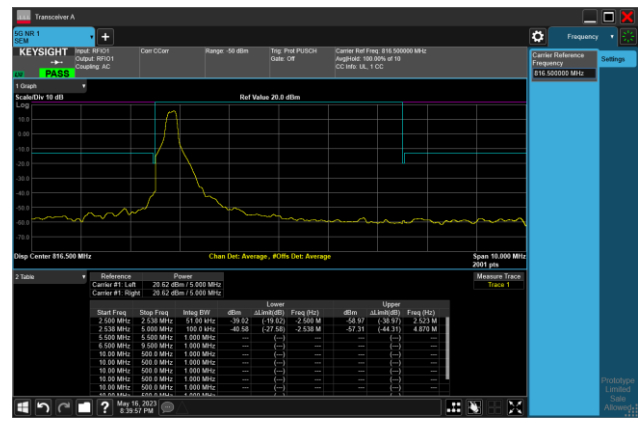 Transceiver A
5G NR 1
SEM
Frequency
KEYSIGHT
PASS
Input: RFIO1
Output: RFIO1
Coupling: AC
Corr CCorr
Range: -50 dBm
Trig: Prot PUSCH
Gate: Off
Carrier Ref Freq: 816.500000 MHz
Avg|Hold: 100.00% of 10
CC Info: UL, 1 CC
Carrier Reference
Frequency
816.500000 MHz
Settings
1 Graph
Scale/Div 10 dB
Ref Value 20.0 dBm
Log
10.0
0.00
-10.0
-20.0
-30.0
-40.0
-50.0
-60.0
-70.0
Disp Center 816.500 MHz
Chan Det: Average , #Offs Det: Average
Span 10.000 MHz
2001 pts
2 Table
Reference Power
Carrier #1: Left 20.62 dBm / 5.000 MHz
Carrier #1: Right 20.62 dBm / 5.000 MHz
Measure Trace
Trace 1
Lower Upper
Start Freq Stop Freq Integ BW dBm ΔLimit(dB) Freq (Hz) dBm ΔLimit(dB) Freq (Hz)
2.500 MHz 2.538 MHz 51.00 kHz -39.02 (-19.02) -2.500 M -58.97 (-38.97) 2.523 M
2.538 MHz 5.000 MHz 100.0 kHz -40.58 (-27.58) -2.538 M -57.31 (-44.31) 4.870 M
5.500 MHz 5.500 MHz 1.000 MHz --- (---) --- --- (---) ---
6.500 MHz 9.500 MHz 1.000 MHz --- (---) --- --- (---) ---
10.00 MHz 500.0 MHz 1.000 MHz --- (---) --- --- (---) ---
10.00 MHz 500.0 MHz 1.000 MHz --- (---) --- --- (---) ---
10.00 MHz 500.0 MHz 1.000 MHz --- (---) --- --- (---) ---
10.00 MHz 500.0 MHz 1.000 MHz --- (---) --- --- (---) ---
10.00 MHz 500.0 MHz 1.000 MHz --- (---) --- --- (---) ---
May 16, 2023
8:39:57 PM
Prototype
Limited
Sale
Allowed